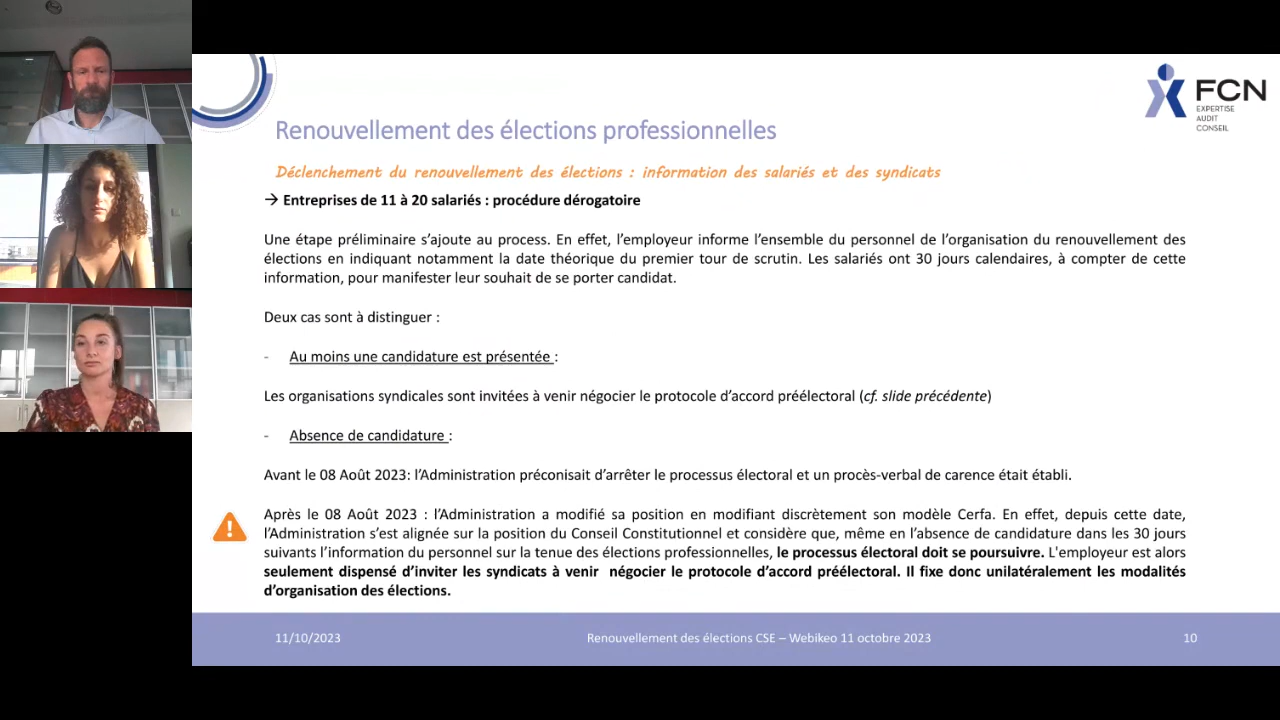 FCN
EXPERTISE
AUDIT
CONSEIL
Renouvellement des élections professionnelles
Déclenchement du renouvellement des élections : information des salariés et des syndicats
→ Entreprises de 11 à 20 salariés : procédure dérogatoire
Une étape préliminaire s’ajoute au process. En effet, l’employeur informe l’ensemble du personnel de l’organisation du renouvellement des
élections en indiquant notamment la date théorique du premier tour de scrutin. Les salariés ont 30 jours calendaires, à compter de cette
information, pour manifester leur souhait de se porter candidat.
Deux cas sont à distinguer :
- Au moins une candidature est présentée :
Les organisations syndicales sont invitées à venir négocier le protocole d’accord préélectoral (cf. slide précédente)
- Absence de candidature :
Avant le 08 Août 2023: l’Administration préconisait d’arrêter le processus électoral et un procès-verbal de carence était établi.
Après le 08 Août 2023 : l’Administration a modifié sa position en modifiant discrètement son modèle Cerfa. En effet, depuis cette date,
l’Administration s’est alignée sur la position du Conseil Constitutionnel et considère que, même en l’absence de candidature dans les 30 jours
suivants l’information du personnel sur la tenue des élections professionnelles, le processus électoral doit se poursuivre. L'employeur est alors
seulement dispensé d’inviter les syndicats à venir négocier le protocole d’accord préélectoral. Il fixe donc unilatéralement les modalités
d’organisation des élections.
11/10/2023
Renouvellement des élections CSE – Webikeo 11 octobre 2023
10